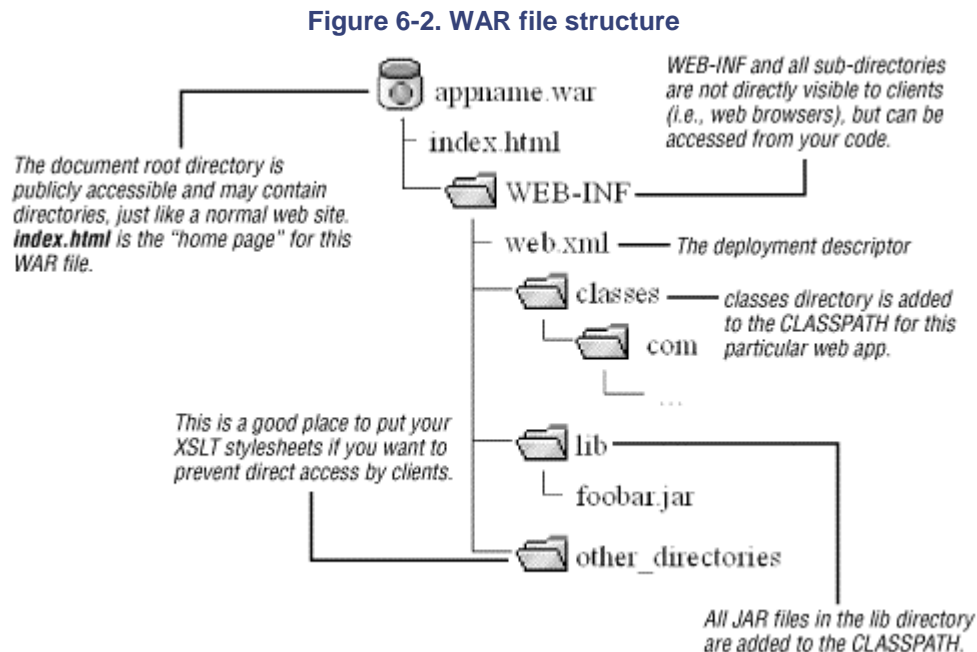 Figure 6-2. WAR file structure
WEB-INF and all sub-directories
are not directly visible to clients
(i.e., web browsers), but can be
accessed from your code.
appname.war
index.html
The document root directory is
publicly accessible and may contain
directories, just like a normal web site.
index.html is the “home page” for this
WAR file.
WEB-INF
web.xml
The deployment descriptor
classes
classes directory is added
to the CLASSPATH for this
particular web app.
com
...
This is a good place to put your
XSLT stylesheets if you want to
prevent direct access by clients.
lib
foobar.jar
other_directories
All JAR files in the lib directory
are added to the CLASSPATH.